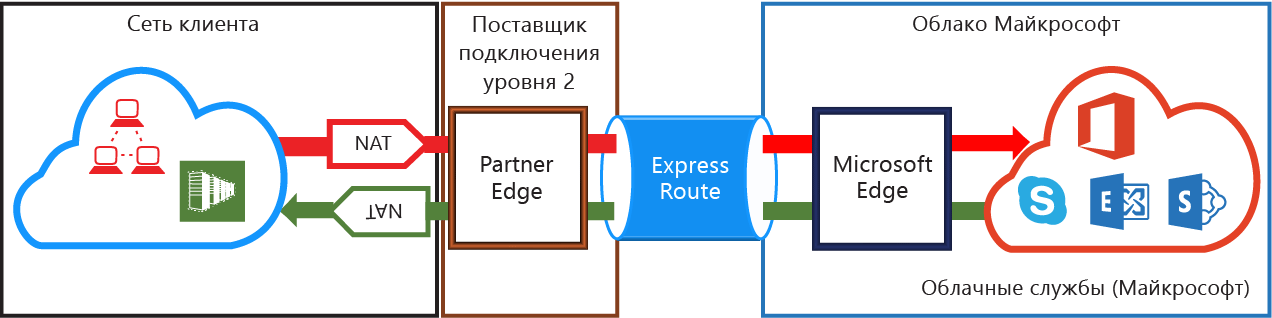 Сеть клиента
Поставщик
подключения
уровня 2
Облако Майкрософт
NAT
NAT
Partner
Edge
Express
Route
Microsoft
Edge
S
E
S
Облачные службы (Майкрософт)